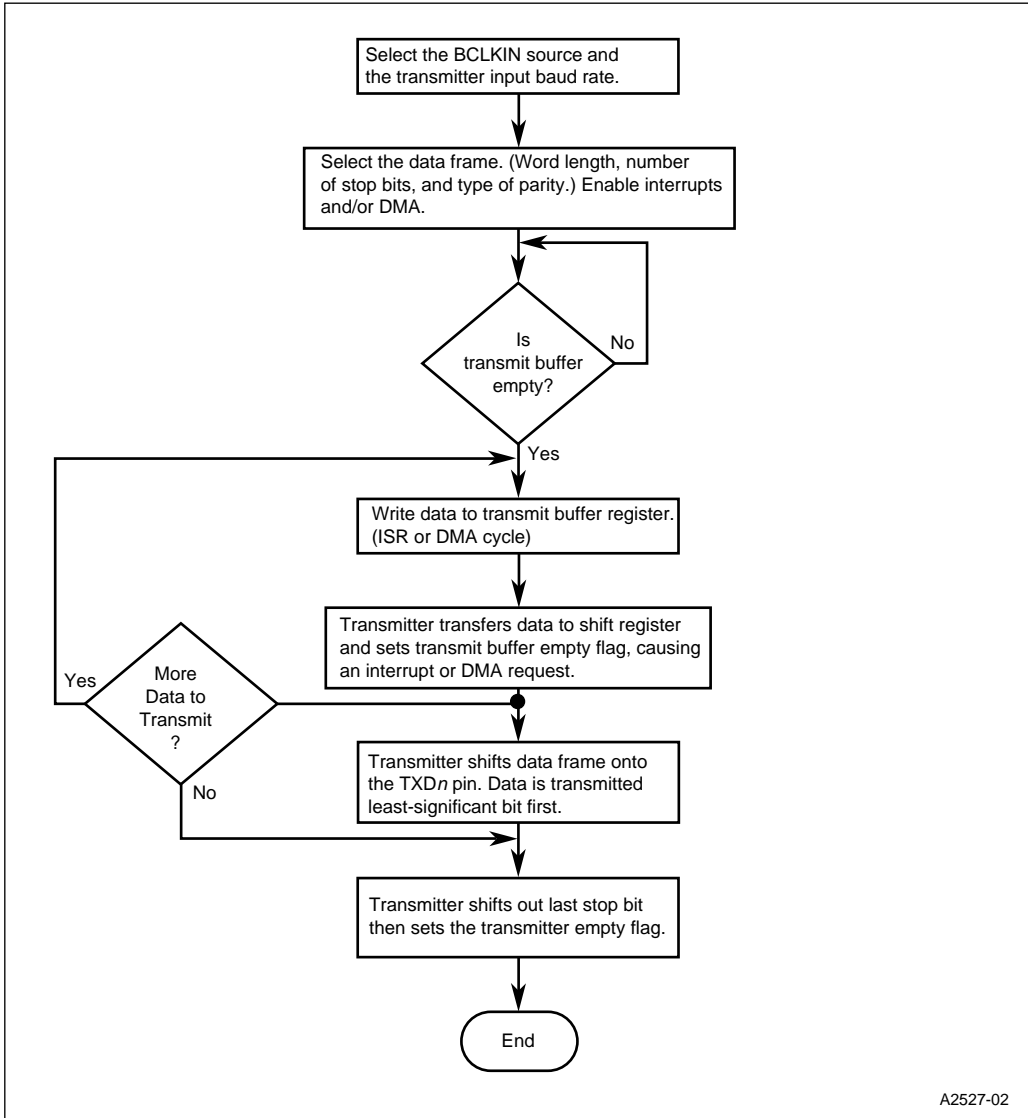 Select the BCLKIN source and
the transmitter input baud rate.
Select the data frame. (Word length, number
of stop bits, and type of parity.) Enable interrupts
and/or DMA.
Is
transmit buffer
empty?
No
Yes
Write data to transmit buffer register.
(ISR or DMA cycle)
Transmitter transfers data to shift register
and sets transmit buffer empty flag, causing
an interrupt or DMA request.
Yes
More
Data to
Transmit
?
No
Transmitter shifts data frame onto
the TXDn pin. Data is transmitted
least-significant bit first.
Transmitter shifts out last stop bit
then sets the transmitter empty flag.
End
A2527-02